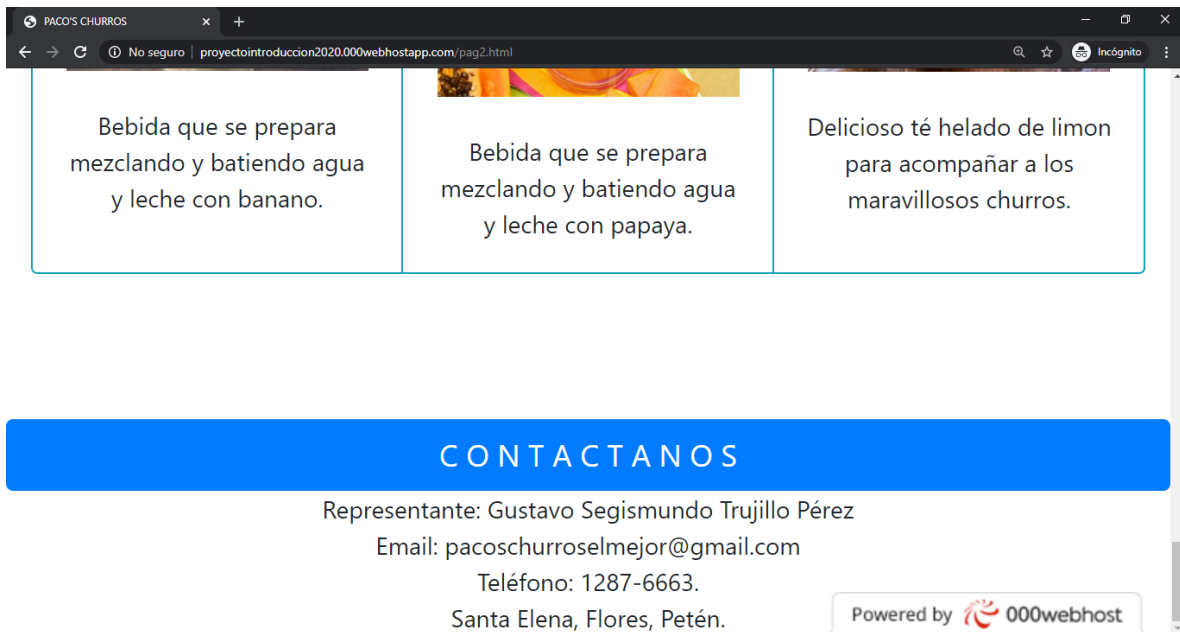 PACO'S CHURROS
No seguro
proyectointroduccion2020.000webhostapp.com/pag2.html
Incógnito
Bebida que se prepara
mezclando y batiendo agua
y leche con banano.
Bebida que se prepara
mezclando y batiendo agua
y leche con papaya.
Delicioso té helado de limon
para acompañar a los
maravillosos churros.
CONTACTANOS
Representante: Gustavo Segismundo Trujillo Pérez
Email: pacoschurroselmejor@gmail.com
Teléfono: 1287-6663.
Santa Elena, Flores, Petén.
Powered by 000webhost